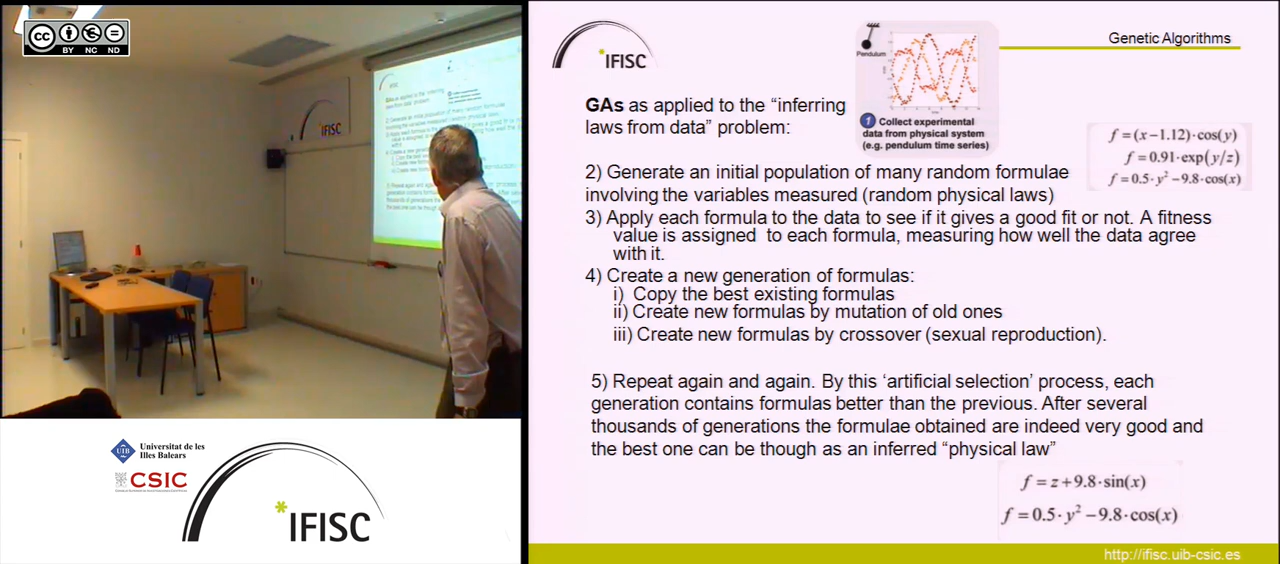 cc
BY NC ND
IFISC
IFISC
Genetic Algorithms
Pendulum
1 Collect experimental
data from physical system
(e.g. pendulum time series)
GAs as applied to the “inferring
laws from data” problem:
f = (x−1.12)·cos(y)
f = 0.91·exp(y/z)
f = 0.5·y² −9.8·cos(x)
2) Generate an initial population of many random formulae
involving the variables measured (random physical laws)
3) Apply each formula to the data to see if it gives a good fit or not. A fitness
value is assigned to each formula, measuring how well the data agree
with it.
4) Create a new generation of formulas:
i) Copy the best existing formulas
ii) Create new formulas by mutation of old ones
iii) Create new formulas by crossover (sexual reproduction).
5) Repeat again and again. By this ‘artificial selection’ process, each
generation contains formulas better than the previous. After several
thousands of generations the formulae obtained are indeed very good and
the best one can be though as an inferred “physical law”
f = z+9.8·sin(x)
f = 0.5·y² −9.8·cos(x)
http://ifisc.uib-csic.es
UIB
Universitat de les
Illes Balears
CSIC
IFISC